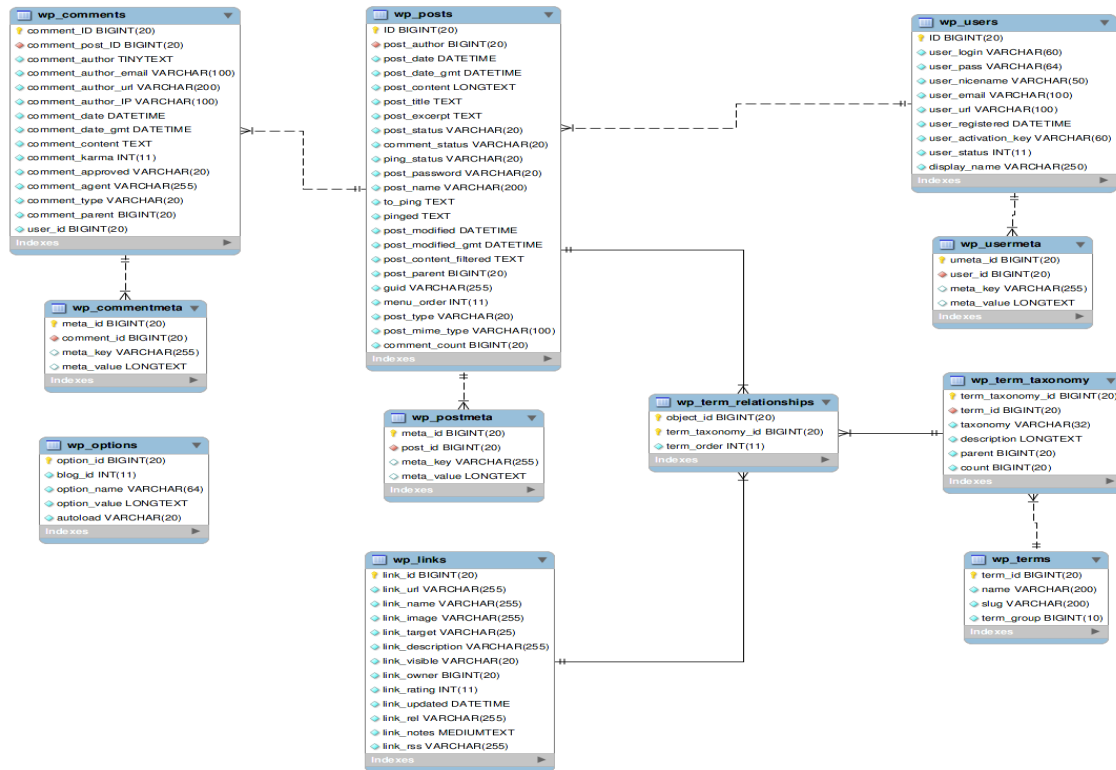 wp_comments
comment_ID BIGINT(20)
comment_post_ID BIGINT(20)
comment_author TINYTEXT
comment_author_email VARCHAR(100)
comment_author_url VARCHAR(200)
comment_author_IP VARCHAR(100)
comment_date DATETIME
comment_date_gmt DATETIME
comment_content TEXT
comment_karma INT(11)
comment_approved VARCHAR(20)
comment_agent VARCHAR(255)
comment_type VARCHAR(20)
comment_parent BIGINT(20)
user_id BIGINT(20)
Indexes
wp_commentmeta
meta_id BIGINT(20)
comment_id BIGINT(20)
meta_key VARCHAR(255)
meta_value LONGTEXT
Indexes
wp_options
option_id BIGINT(20)
blog_id INT(11)
option_name VARCHAR(64)
option_value LONGTEXT
autoload VARCHAR(20)
Indexes
wp_posts
ID BIGINT(20)
post_author BIGINT(20)
post_date DATETIME
post_date_gmt DATETIME
post_content LONGTEXT
post_title TEXT
post_excerpt TEXT
post_status VARCHAR(20)
comment_status VARCHAR(20)
ping_status VARCHAR(20)
post_password VARCHAR(20)
post_name VARCHAR(200)
to_ping TEXT
pinged TEXT
post_modified DATETIME
post_modified_gmt DATETIME
post_content_filtered TEXT
post_parent BIGINT(20)
guid VARCHAR(255)
menu_order INT(11)
post_type VARCHAR(20)
post_mime_type VARCHAR(100)
comment_count BIGINT(20)
Indexes
wp_postmeta
meta_id BIGINT(20)
post_id BIGINT(20)
meta_key VARCHAR(255)
meta_value LONGTEXT
Indexes
wp_links
link_id BIGINT(20)
link_url VARCHAR(255)
link_name VARCHAR(255)
link_image VARCHAR(255)
link_target VARCHAR(25)
link_description VARCHAR(255)
link_visible VARCHAR(20)
link_owner BIGINT(20)
link_rating INT(11)
link_updated DATETIME
link_rel VARCHAR(255)
link_notes MEDIUMTEXT
link_rss VARCHAR(255)
Indexes
wp_term_relationships
object_id BIGINT(20)
term_taxonomy_id BIGINT(20)
term_order INT(11)
Indexes
wp_users
ID BIGINT(20)
user_login VARCHAR(60)
user_pass VARCHAR(64)
user_nicename VARCHAR(50)
user_email VARCHAR(100)
user_url VARCHAR(100)
user_registered DATETIME
user_activation_key VARCHAR(60)
user_status INT(11)
display_name VARCHAR(250)
Indexes
wp_usermeta
umeta_id BIGINT(20)
user_id BIGINT(20)
meta_key VARCHAR(255)
meta_value LONGTEXT
Indexes
wp_term_taxonomy
term_taxonomy_id BIGINT(20)
term_id BIGINT(20)
taxonomy VARCHAR(32)
description LONGTEXT
parent BIGINT(20)
count BIGINT(20)
Indexes
wp_terms
term_id BIGINT(20)
name VARCHAR(200)
slug VARCHAR(200)
term_group BIGINT(10)
Indexes